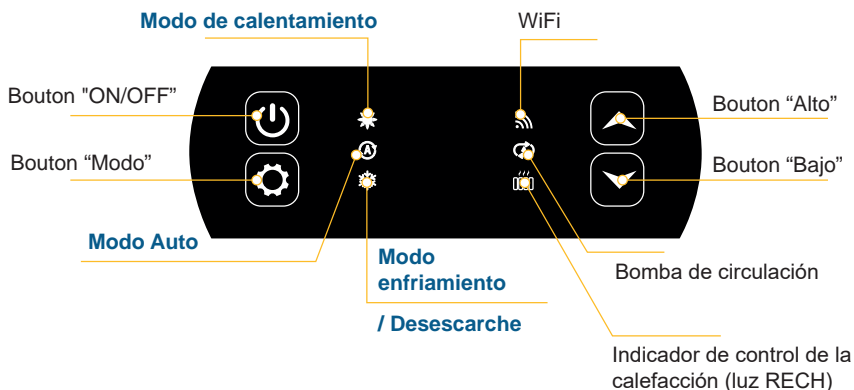 Modo de calentamiento
WiFi
Bouton "ON/OFF”
Bouton “Alto”
Bouton “Modo”
Bouton “Bajo”
A
Modo Auto
Modo
enfriamiento
/ Desescarche
Bomba de circulación
Indicador de control de la
calefacción (luz RECH)